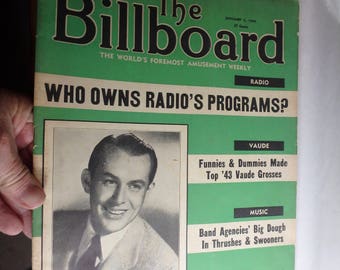 The
Billboard
THE WORLD'S FOREMOST AMUSEMENT WEEKLY
RADIO
WHO OWNS RADIO'S PROGRAMS?
VAUDE
Funnies & Dummies Made
Top '43 Vaude Grosses
MUSIC
Band Agencies' Big Dough
In Thrushes & Swooners